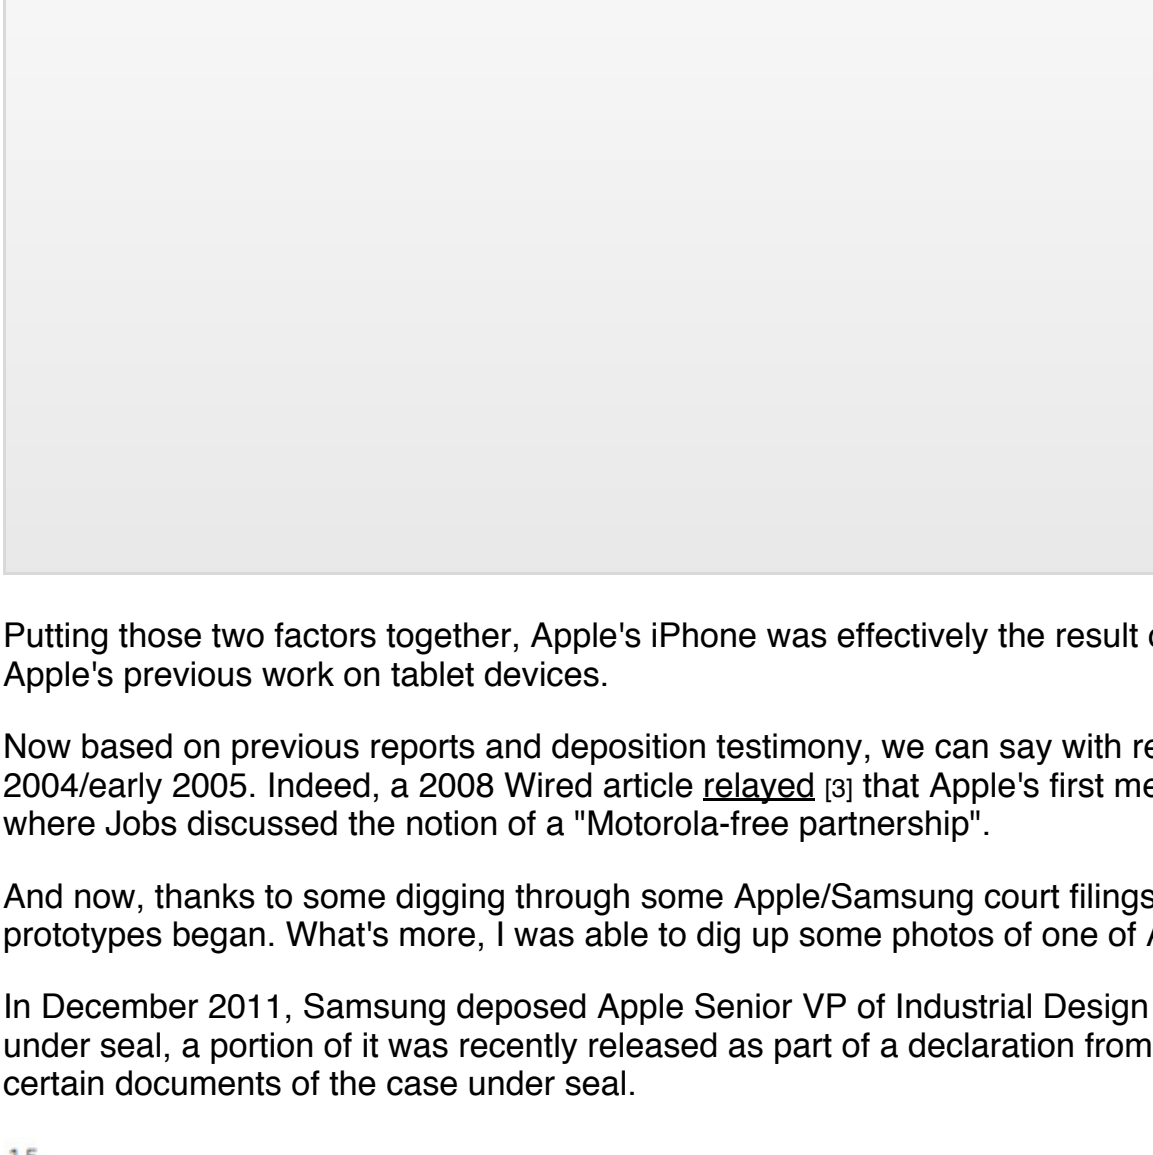 Putting those two factors together, Apple's iPhone was effectively the result
Apple's previous work on tablet devices.
Now based on previous reports and deposition testimony, we can say with
2004/early 2005. Indeed, a 2008 Wired article relayed [3] that Apple's first
where Jobs discussed the notion of a "Motorola-free partnership".
And now, thanks to some digging through some Apple/Samsung court filings
prototypes began. What's more, I was able to dig up some photos of one of
In December 2011, Samsung deposed Apple Senior VP of Industrial Design
under seal, a portion of it was recently released as part of a declaration from
certain documents of the case under seal.